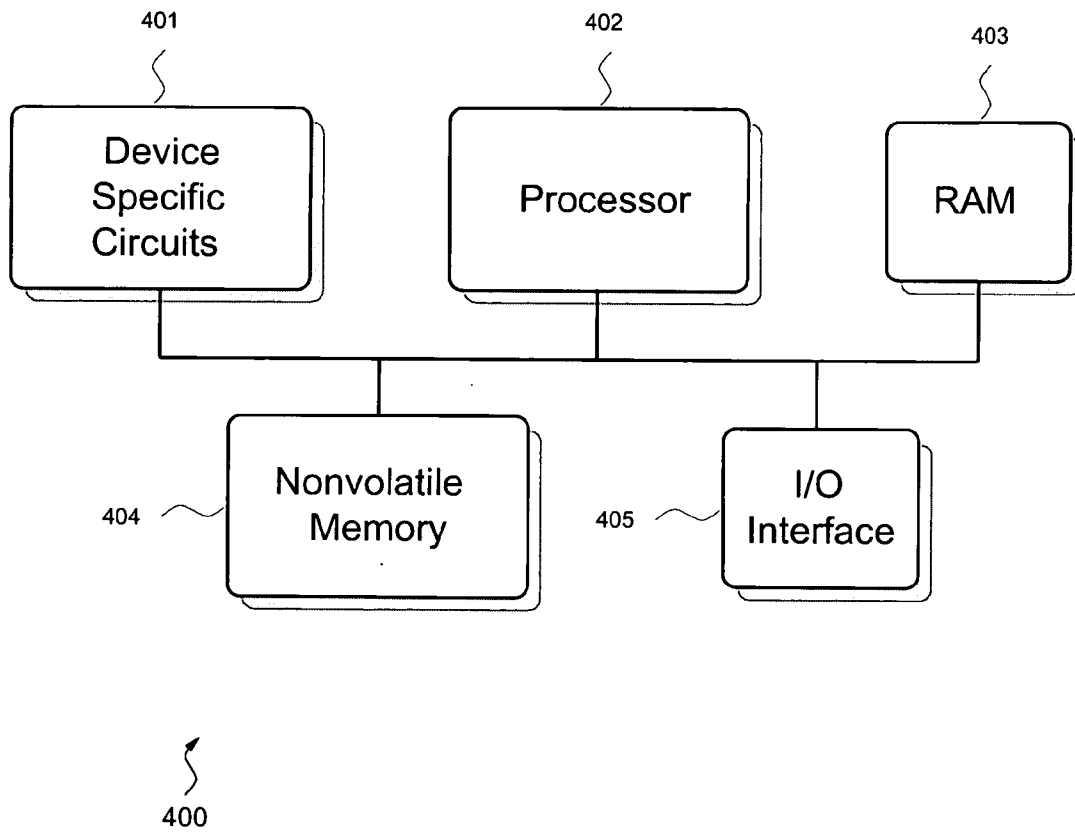 401
402
403
Device
Specific
Circuits
Processor
RAM
404
Nonvolatile
Memory
405
I/O
Interface
400